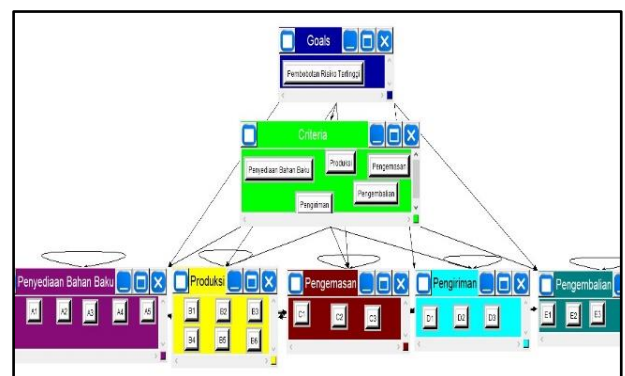 Goals
Pembobotan Risiko Tertinggi
Criteria
Penyediaan Bahan Baku
Produksi
Pengemasan
Pengiriman
Pengembalian
Penyediaan Bahan Baku
A1 A2 A3 A4 A5
Produksi
B1 B2 B3
B4 B5 B6
Pengemasan
C1 C2 C3
Pengiriman
D1 D2 D3
Pengembalian
E1 E2 E3